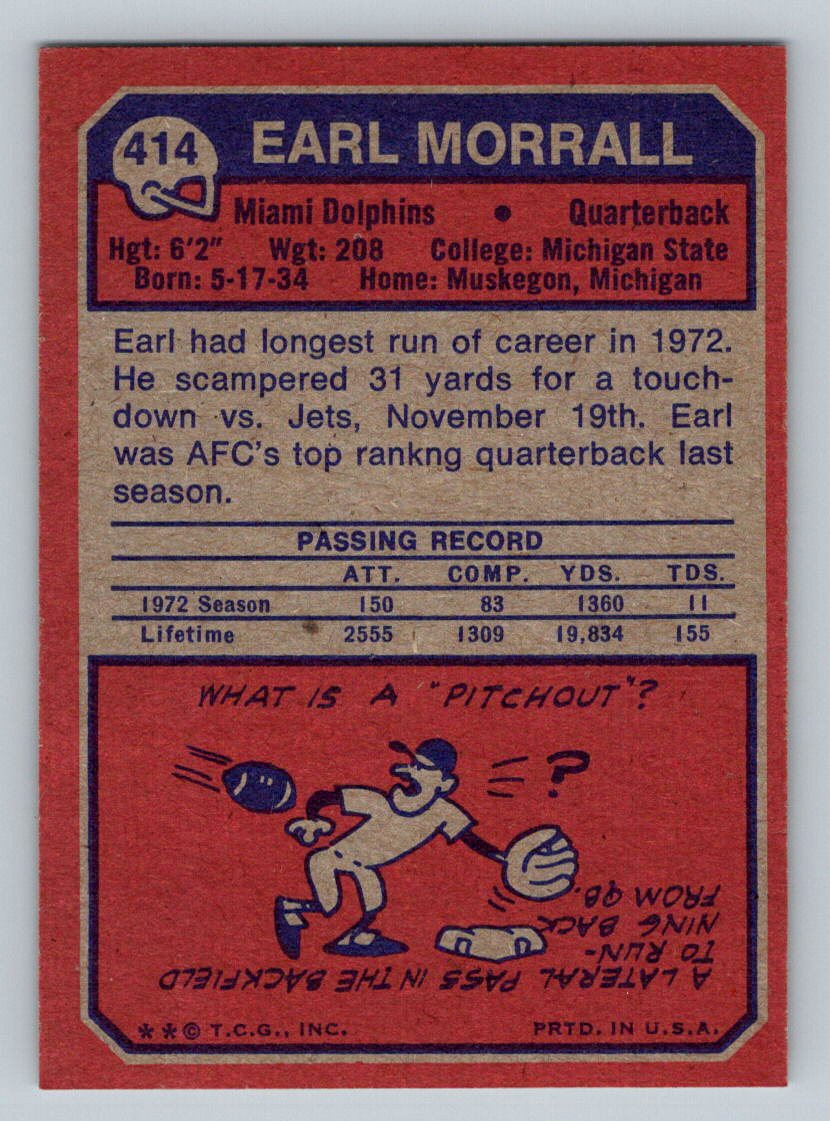 414
EARL MORRALL
Miami Dolphins • Quarterback
Hgt: 6'2" Wgt: 208 College: Michigan State
Born: 5-17-34 Home: Muskegon, Michigan
Earl had longest run of career in 1972.
He scampered 31 yards for a touch-
down vs. Jets, November 19th. Earl
was AFC's top rankng quarterback last
season.
PASSING RECORD
ATT. COMP. YDS. TDS.
1972 Season 150 83 1360 11
Lifetime 2555 1309 19,834 155
WHAT IS A "PITCHOUT"?
?
A LATERAL PASS IN THE BACKFIELD
TO RUN-
NING BACK
FROM QB.
**© T.C.G., INC. PRTD. IN U.S.A.